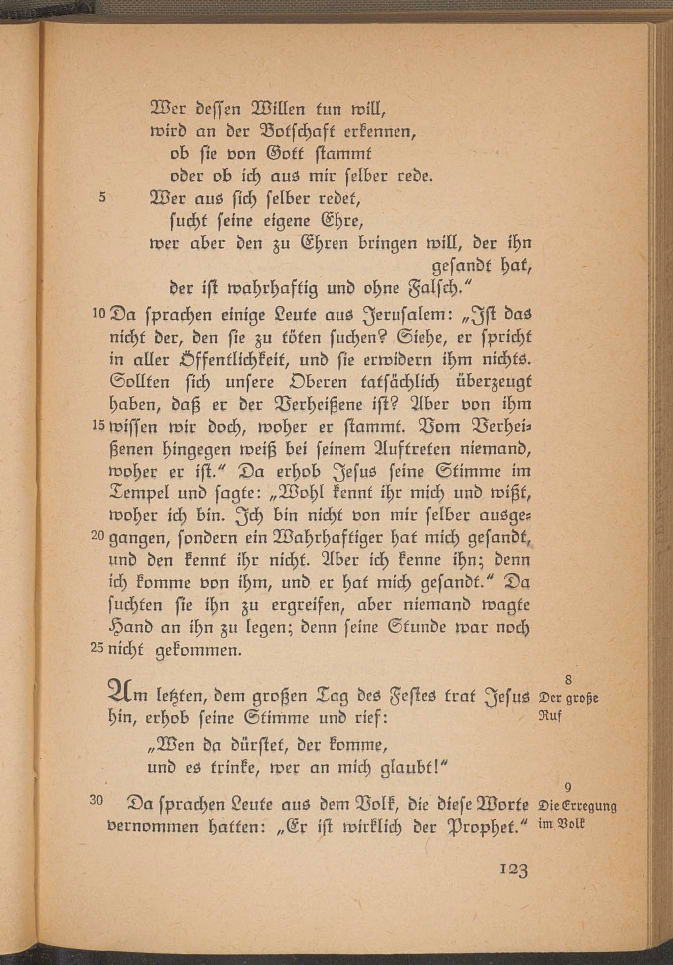 Wer dessen Willen tun will,
wird an der Botschaft erkennen,
ob sie von Gott stammt
oder ob ich aus mir selber rede.
5 Wer aus sich selber redet,
sucht seine eigene Ehre,
wer aber den zu Ehren bringen will, der ihn
gesandt hat,
der ist wahrhaftig und ohne Falsch.“
10 Da sprachen einige Leute aus Jerusalem: „Ist das
nicht der, den sie zu töten suchen? Siehe, er spricht
in aller Öffentlichkeit, und sie erwidern ihm nichts.
Sollten sich unsere Oberen tatsächlich überzeugt
haben, daß er der Verheißene ist? Aber von ihm
15 wissen wir doch, woher er stammt. Vom Verhei-
ßenen hingegen weiß bei seinem Auftreten niemand,
woher er ist.“ Da erhob Jesus seine Stimme im
Tempel und sagte: „Wohl kennt ihr mich und wißt,
woher ich bin. Ich bin nicht von mir selber ausge-
20 gangen, sondern ein Wahrhaftiger hat mich gesandt,
und den kennt ihr nicht. Aber ich kenne ihn; denn
ich komme von ihm, und er hat mich gesandt.“ Da
suchten sie ihn zu ergreifen, aber niemand wagte
Hand an ihn zu legen; denn seine Stunde war noch
25 nicht gekommen.
8
Am letzten, dem großen Tag des Festes trat Jesus Der große
hin, erhob seine Stimme und rief: Ruf
„Wen da dürstet, der komme,
und es trinke, wer an mich glaubt!“
9
30 Da sprachen Leute aus dem Volk, die diese Worte Die Erregung
vernommen hatten: „Er ist wirklich der Prophet.“ im Volk
123